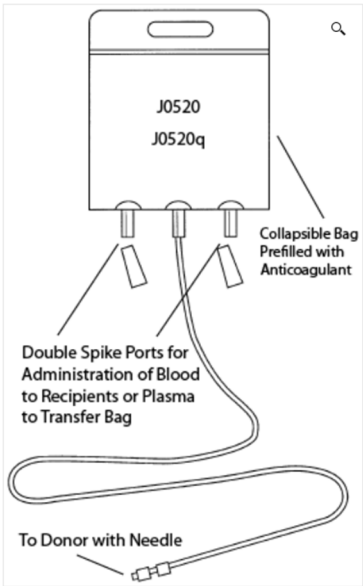 J0520
J0520q
Collapsible Bag
Prefilled with
Anticoagulant
Double Spike Ports for
Administration of Blood
to Recipients or Plasma
to Transfer Bag
To Donor with Needle